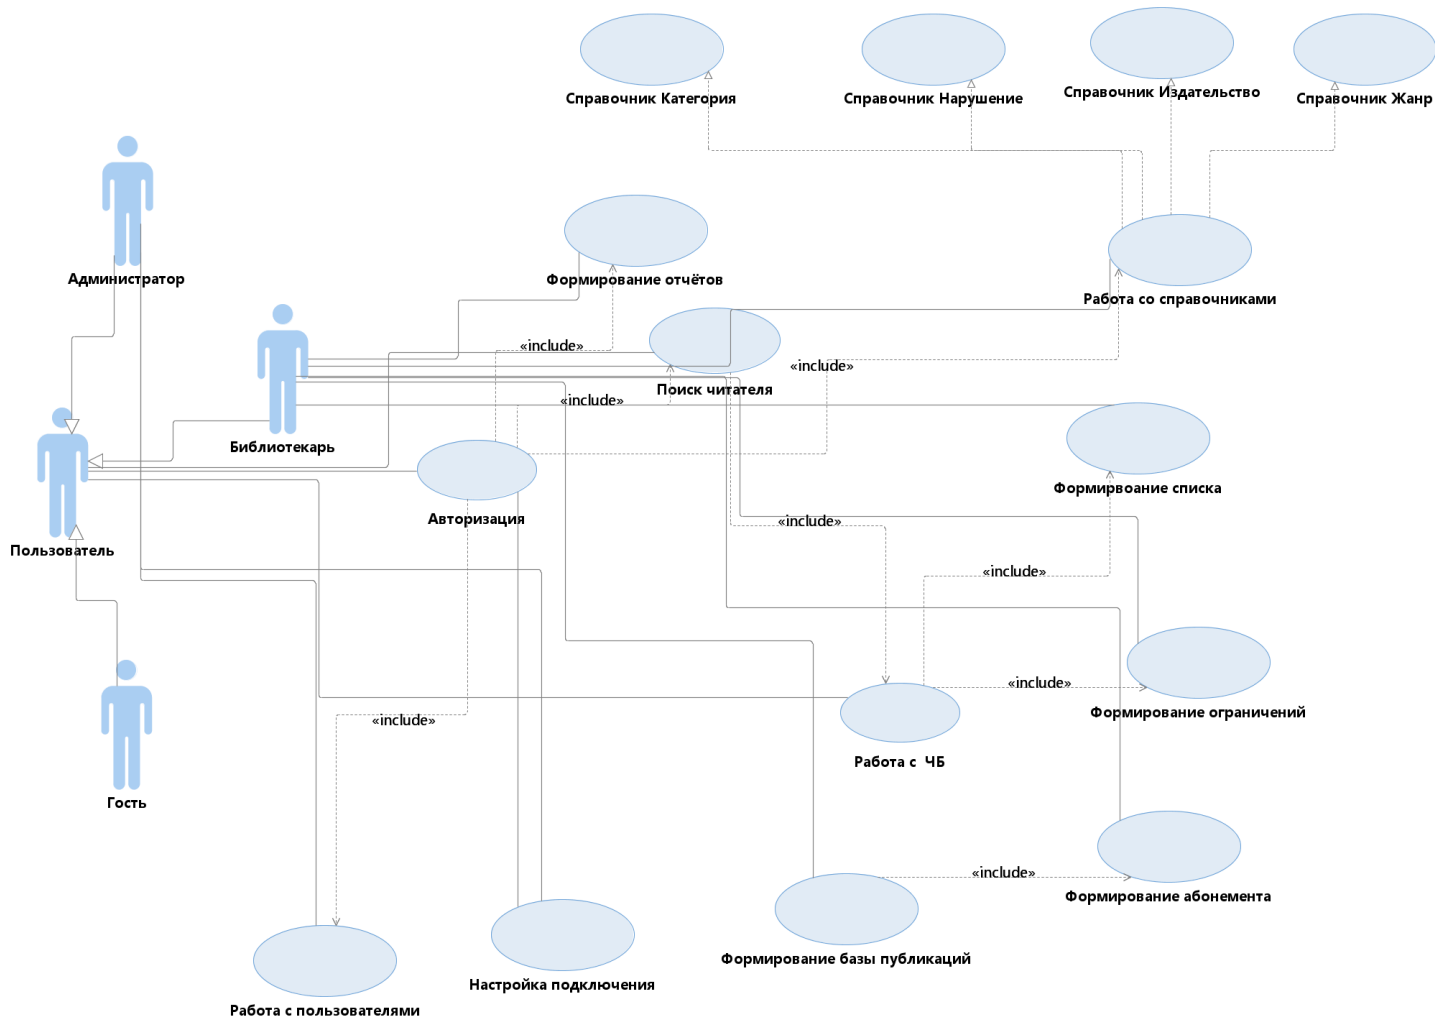 Справочник Категория
Справочник Нарушение
Справочник Издательство
Справочник Жанр
Администратор
Формирование отчётов
Работа со справочниками
«include»
«include»
Поиск читателя
«include»
Библиотекарь
Формирвоание списка
Авторизация
«include»
Пользователь
«include»
«include»
Формирование ограничений
«include»
Работа с ЧБ
Гость
«include»
Формирование абонемента
Формирование базы публикаций
Настройка подключения
Работа с пользователями